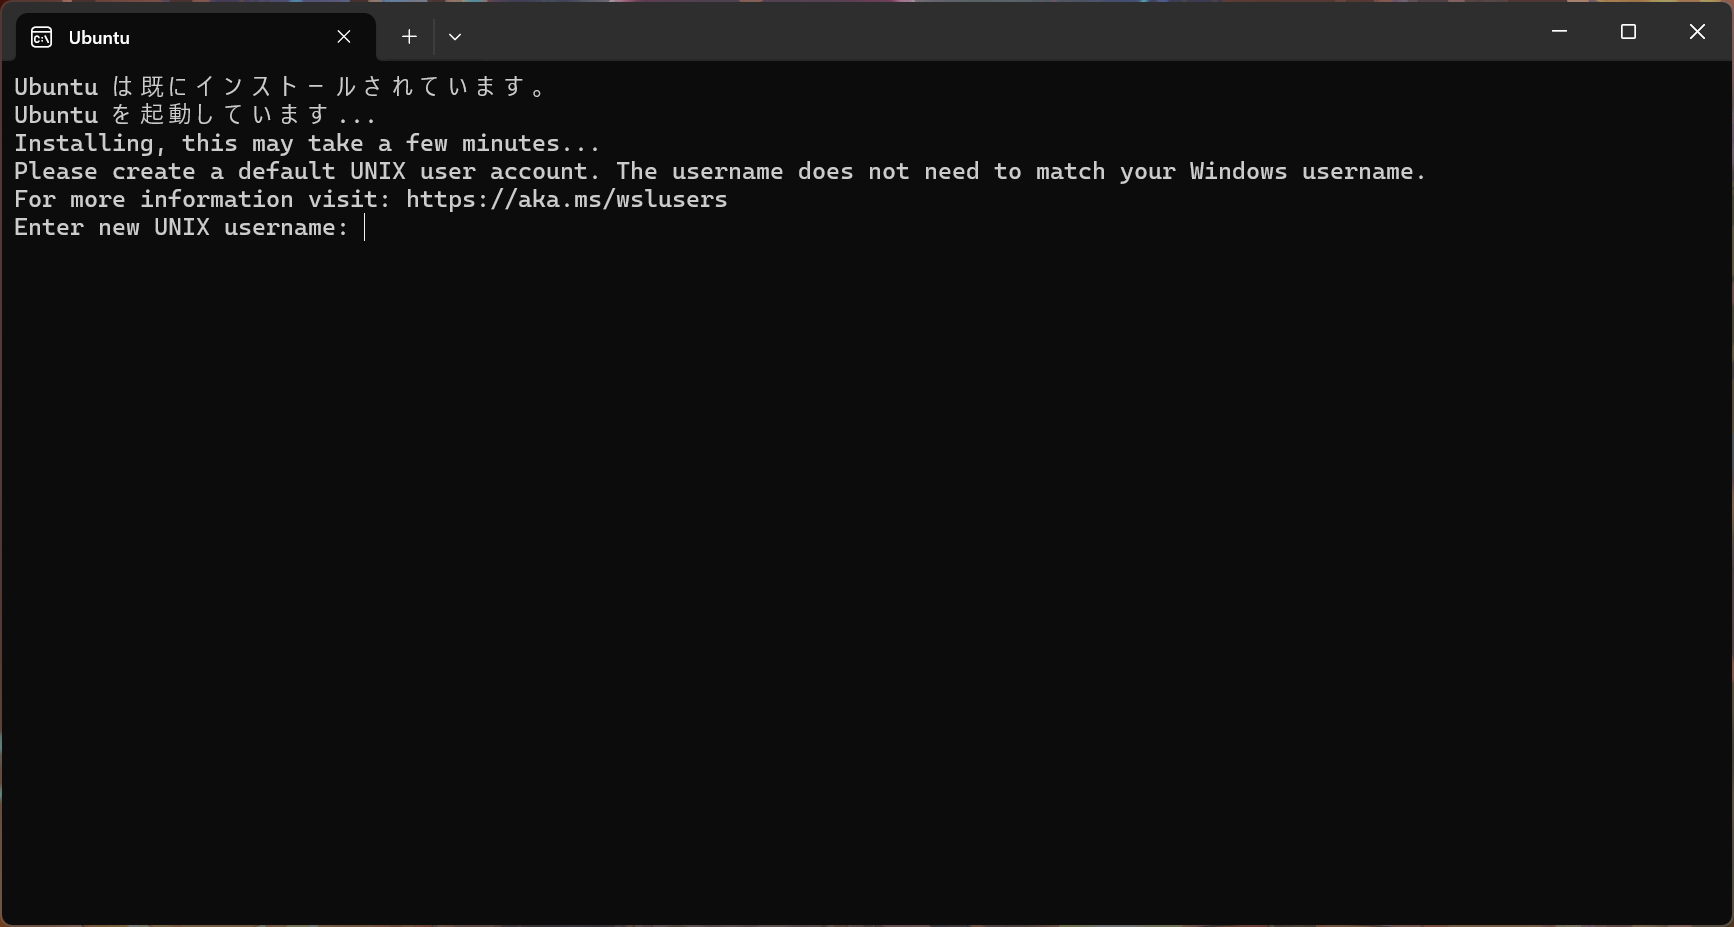 Ubuntu
Ubuntu は既にインストールされています。
Ubuntu を起動しています...
Installing, this may take a few minutes...
Please create a default UNIX user account. The username does not need to match your Windows username.
For more information visit: https://aka.ms/wslusers
Enter new UNIX username: